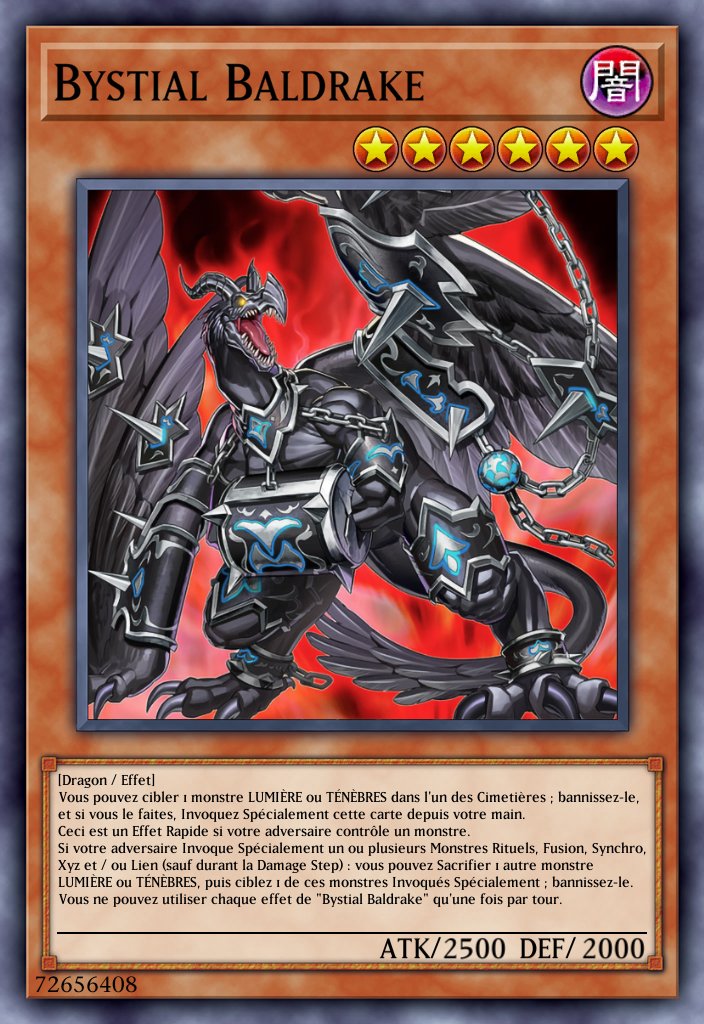 Bystial Baldrake
闇
[Dragon / Effet]
Vous pouvez cibler 1 monstre LUMIÈRE ou TÉNÈBRES dans l'un des Cimetières ; bannissez-le,
et si vous le faites, Invoquez Spécialement cette carte depuis votre main.
Ceci est un Effet Rapide si votre adversaire contrôle un monstre.
Si votre adversaire Invoque Spécialement un ou plusieurs Monstres Rituels, Fusion, Synchro,
Xyz et / ou Lien (sauf durant la Damage Step) : vous pouvez Sacrifier 1 autre monstre
LUMIÈRE ou TÉNÈBRES, puis ciblez 1 de ces monstres Invoqués Spécialement ; bannissez-le.
Vous ne pouvez utiliser chaque effet de "Bystial Baldrake" qu'une fois par tour.
ATK/2500 DEF/ 2000
72656408